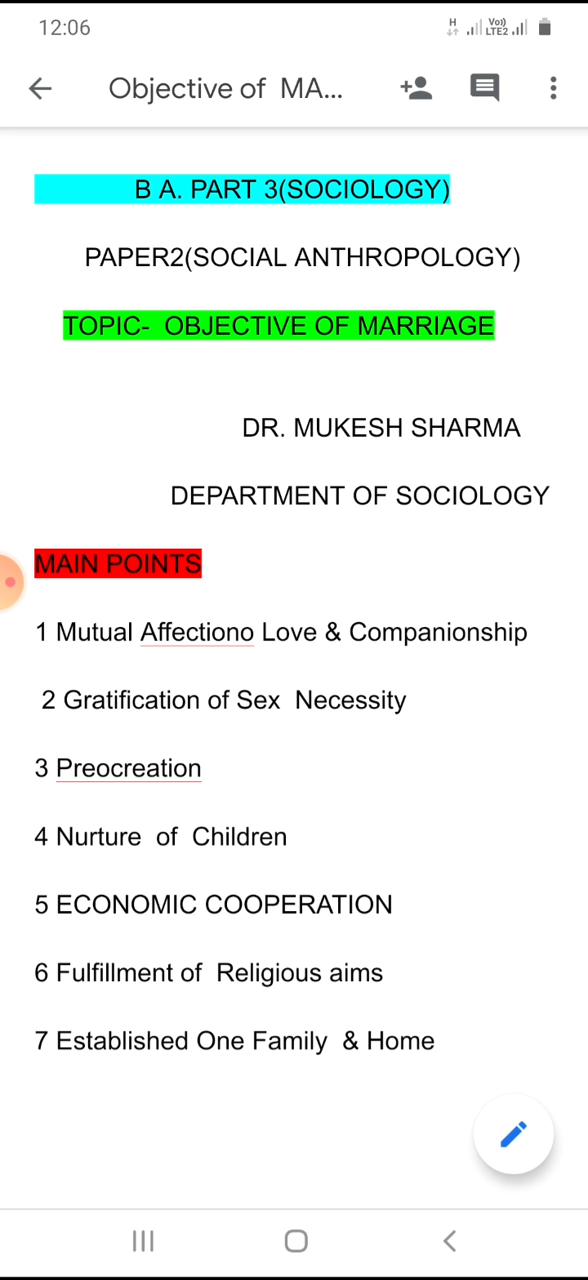 12:06
H
Vo))
LTE2
Objective of MA...
B A. PART 3(SOCIOLOGY)
PAPER2(SOCIAL ANTHROPOLOGY)
TOPIC- OBJECTIVE OF MARRIAGE
DR. MUKESH SHARMA
DEPARTMENT OF SOCIOLOGY
MAIN POINTS
1 Mutual Affectiono Love & Companionship
2 Gratification of Sex Necessity
3 Preocreation
4 Nurture of Children
5 ECONOMIC COOPERATION
6 Fulfillment of Religious aims
7 Established One Family & Home